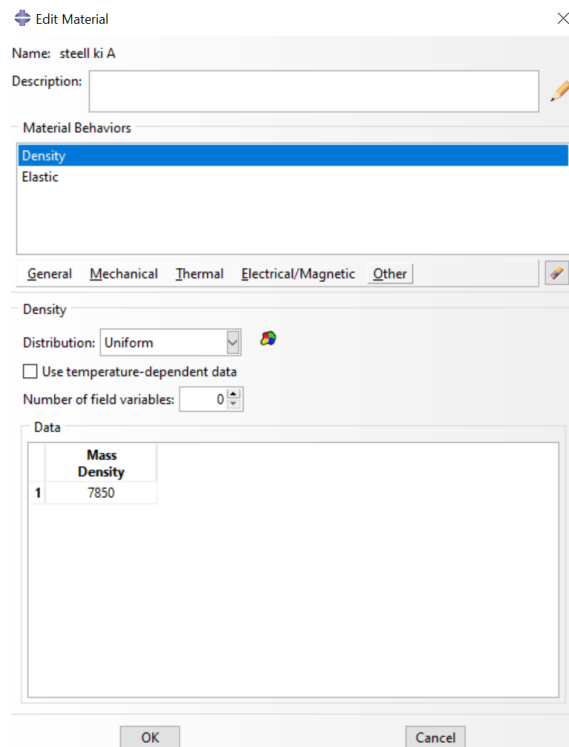 Edit Material
Name: steell ki A
Description:
Material Behaviors
Density
Elastic
General Mechanical Thermal Electrical/Magnetic Other
Density
Distribution: Uniform
Use temperature-dependent data
Number of field variables: 0
Data
Mass
Density
1 7850
OK Cancel